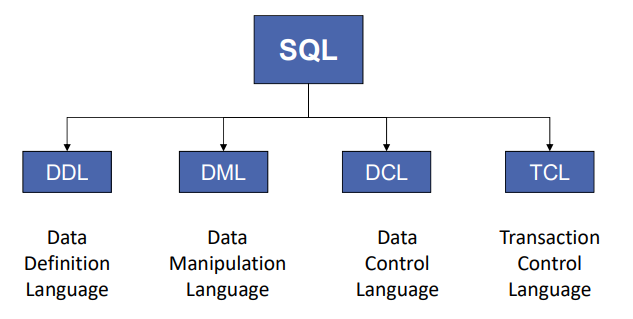 SQL
DDL
DML
DCL
TCL
Data
Definition
Language
Data
Manipulation
Language
Data
Control
Language
Transaction
Control
Language